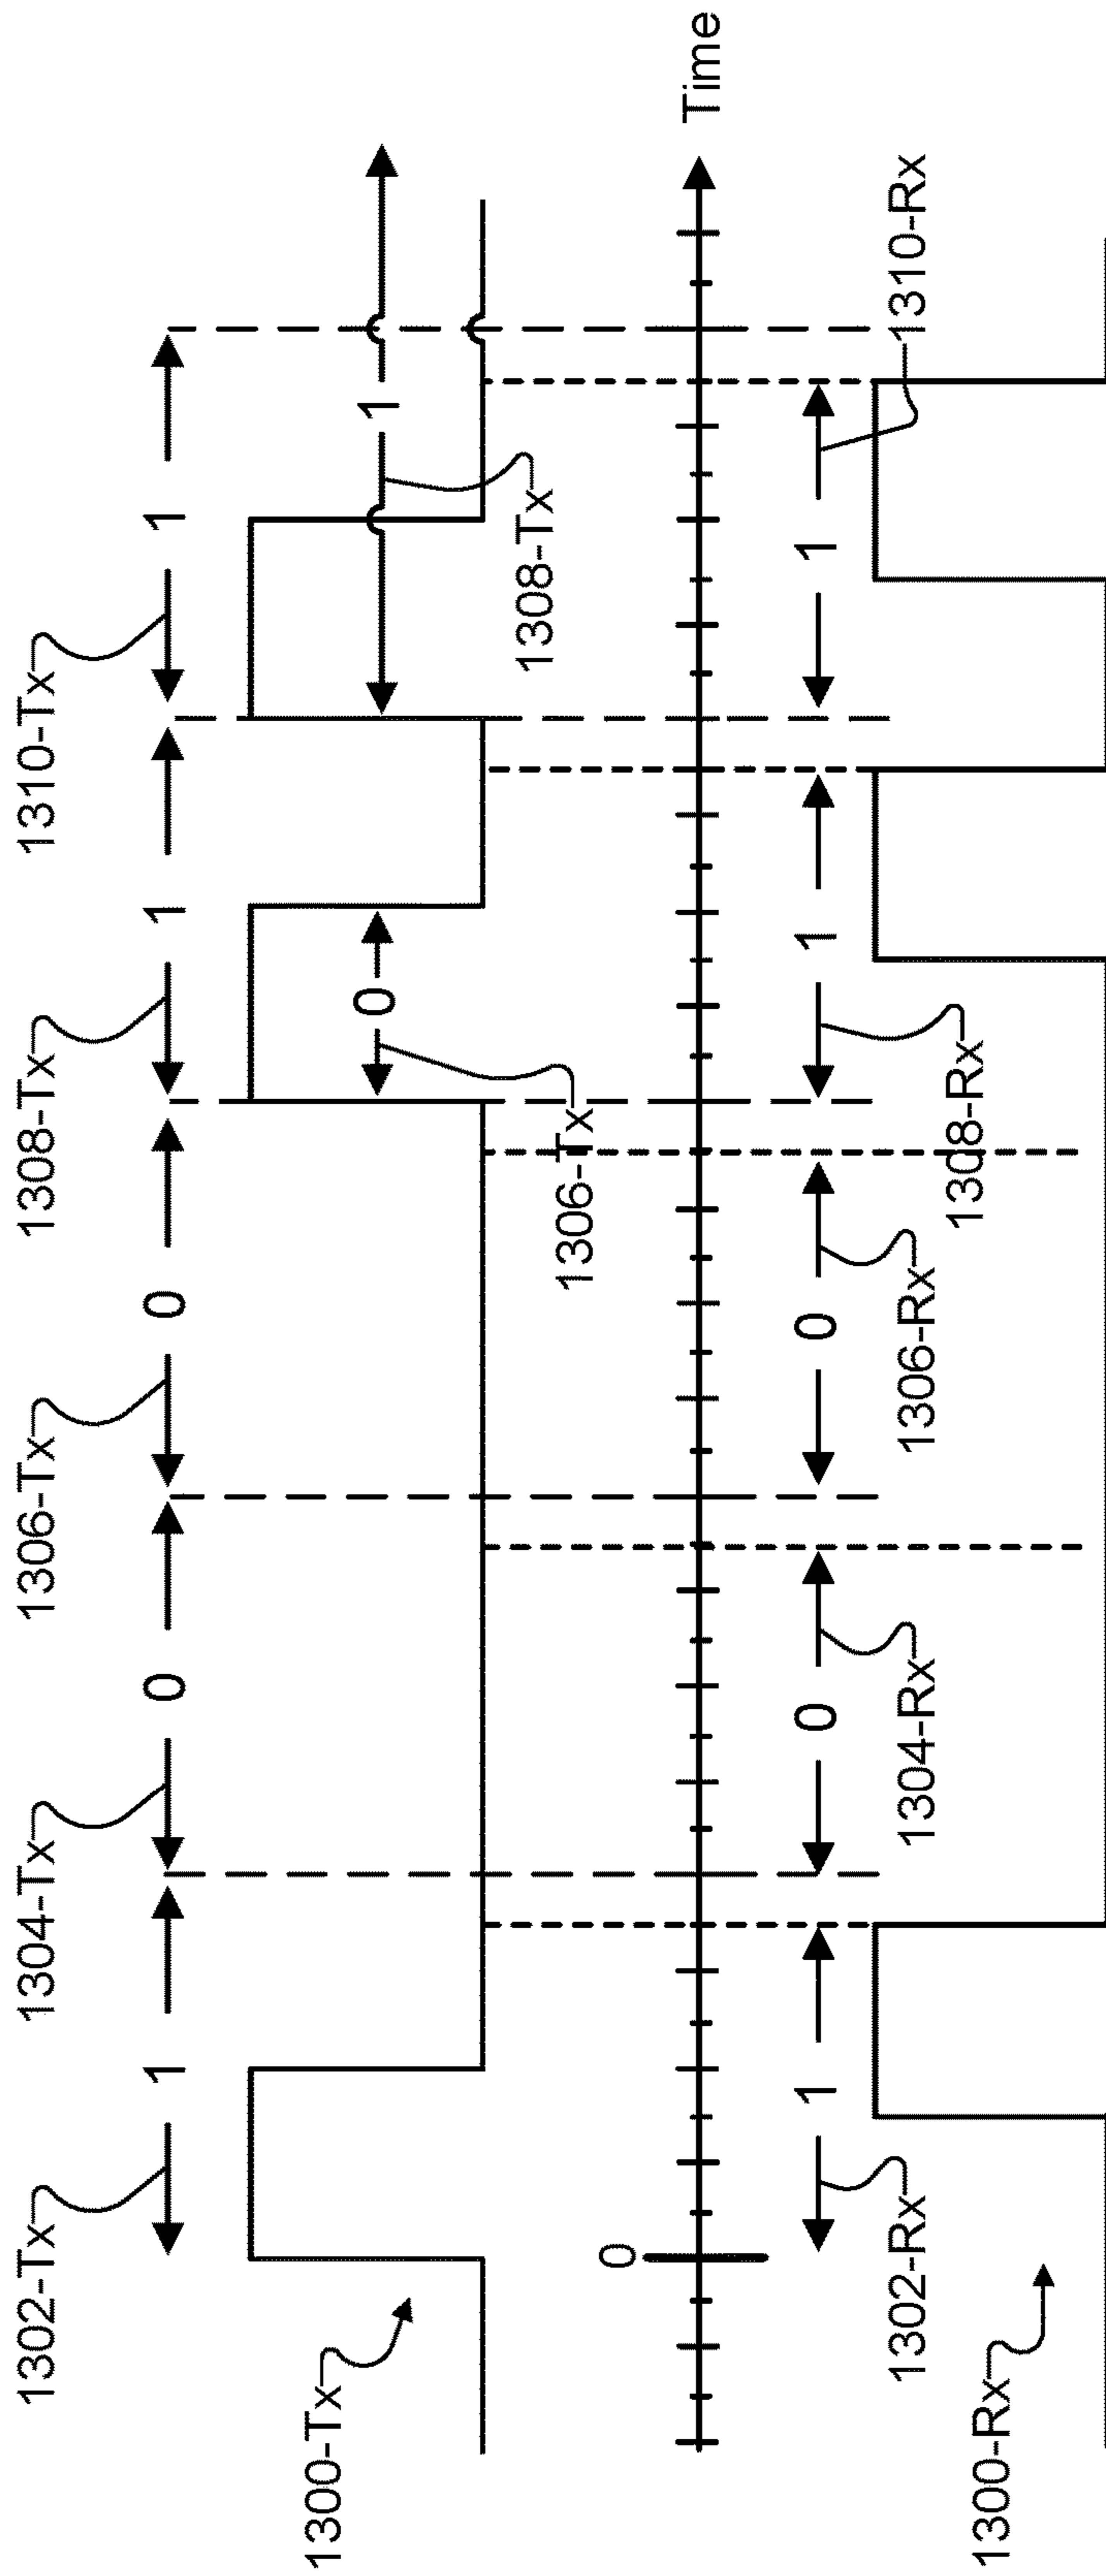 1302-Tx
1304-Tx
1306-Tx
1308-Tx
1310-Tx
1
0
0
1
1
1300-Tx
0
1
1306-Tx
1308-Tx
0
Time
1
0
0
1
1
1302-Rx
1304-Rx
1306-Rx
1308-Rx
1310-Rx
1300-Rx